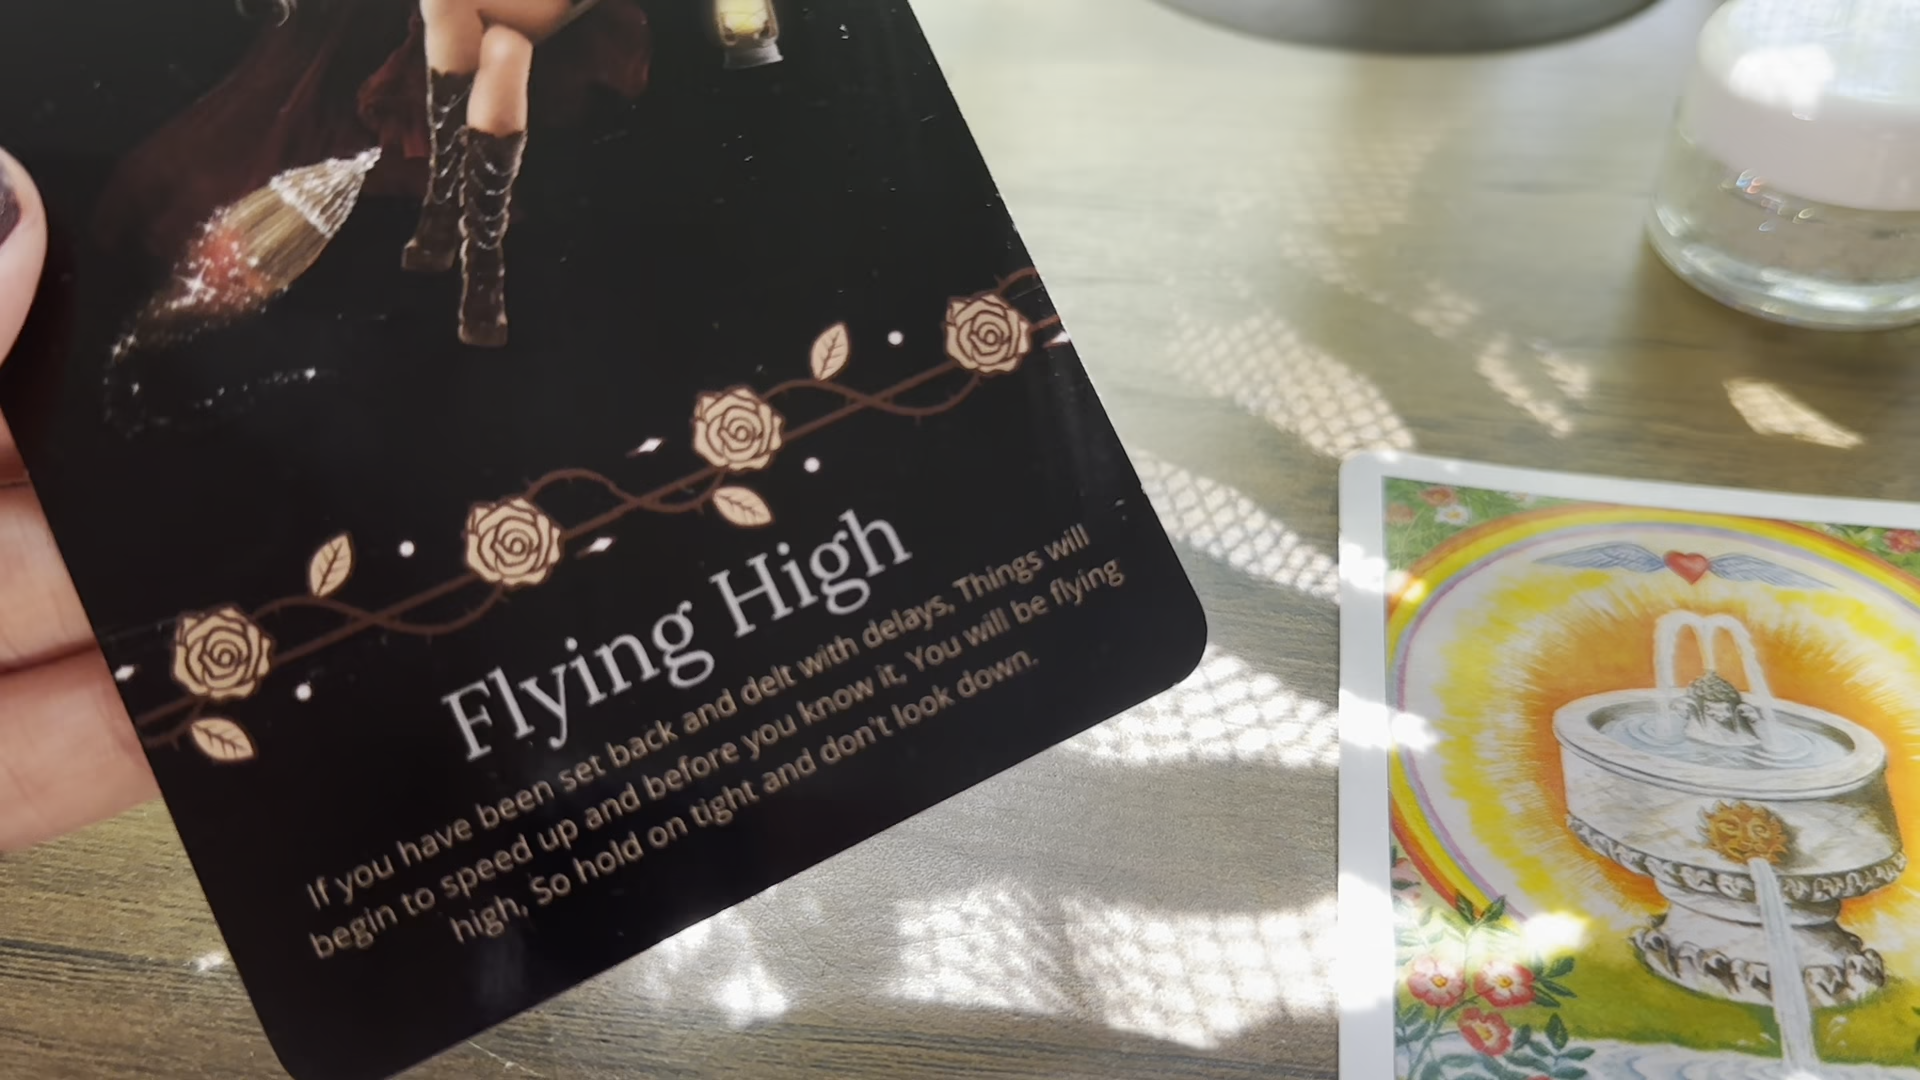 Flying High
If you have been set back and delt with delays, Things will
begin to speed up and before you know it, You will be flying
high, So hold on tight and don't look down.